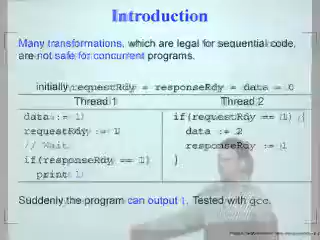 Introduction
Many transformations, which are legal for sequential code,
are not safe for concurrent programs.
initially requestRdy = responseRdy = data = 0
Thread 1 Thread 2
data := 1 if(requestRdy == 1) {
requestRdy := 1 data := 2
// Wait responseRdy := 1
if(responseRdy == 1) }
print
Suddenly the program can output 1. Tested with gcc.